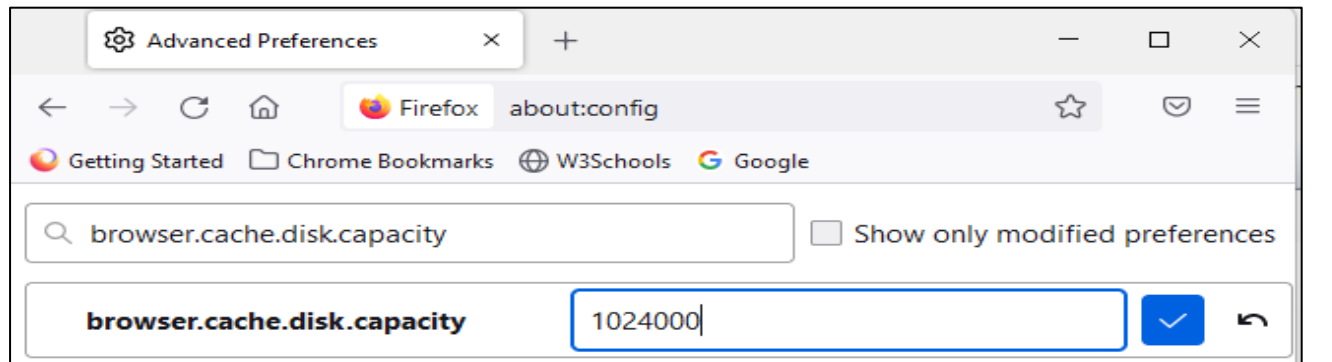 Advanced Preferences
Firefox about:config
Getting Started Chrome Bookmarks W3Schools Google
browser.cache.disk.capacity Show only modified preferences
browser.cache.disk.capacity 1024000